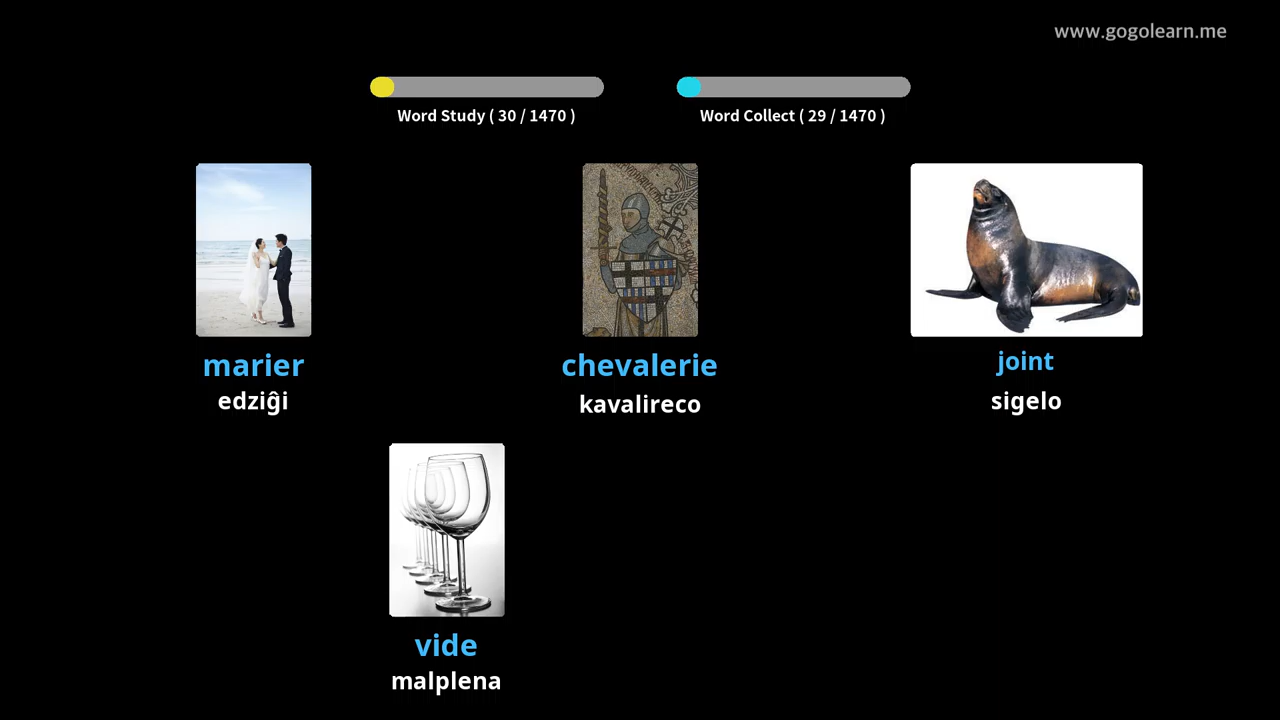 www.gogolearn.me
Word Study ( 30 / 1470 )
Word Collect ( 29 / 1470 )
marier
edziĝi
chevalerie
kavalireco
joint
sigelo
vide
malplena